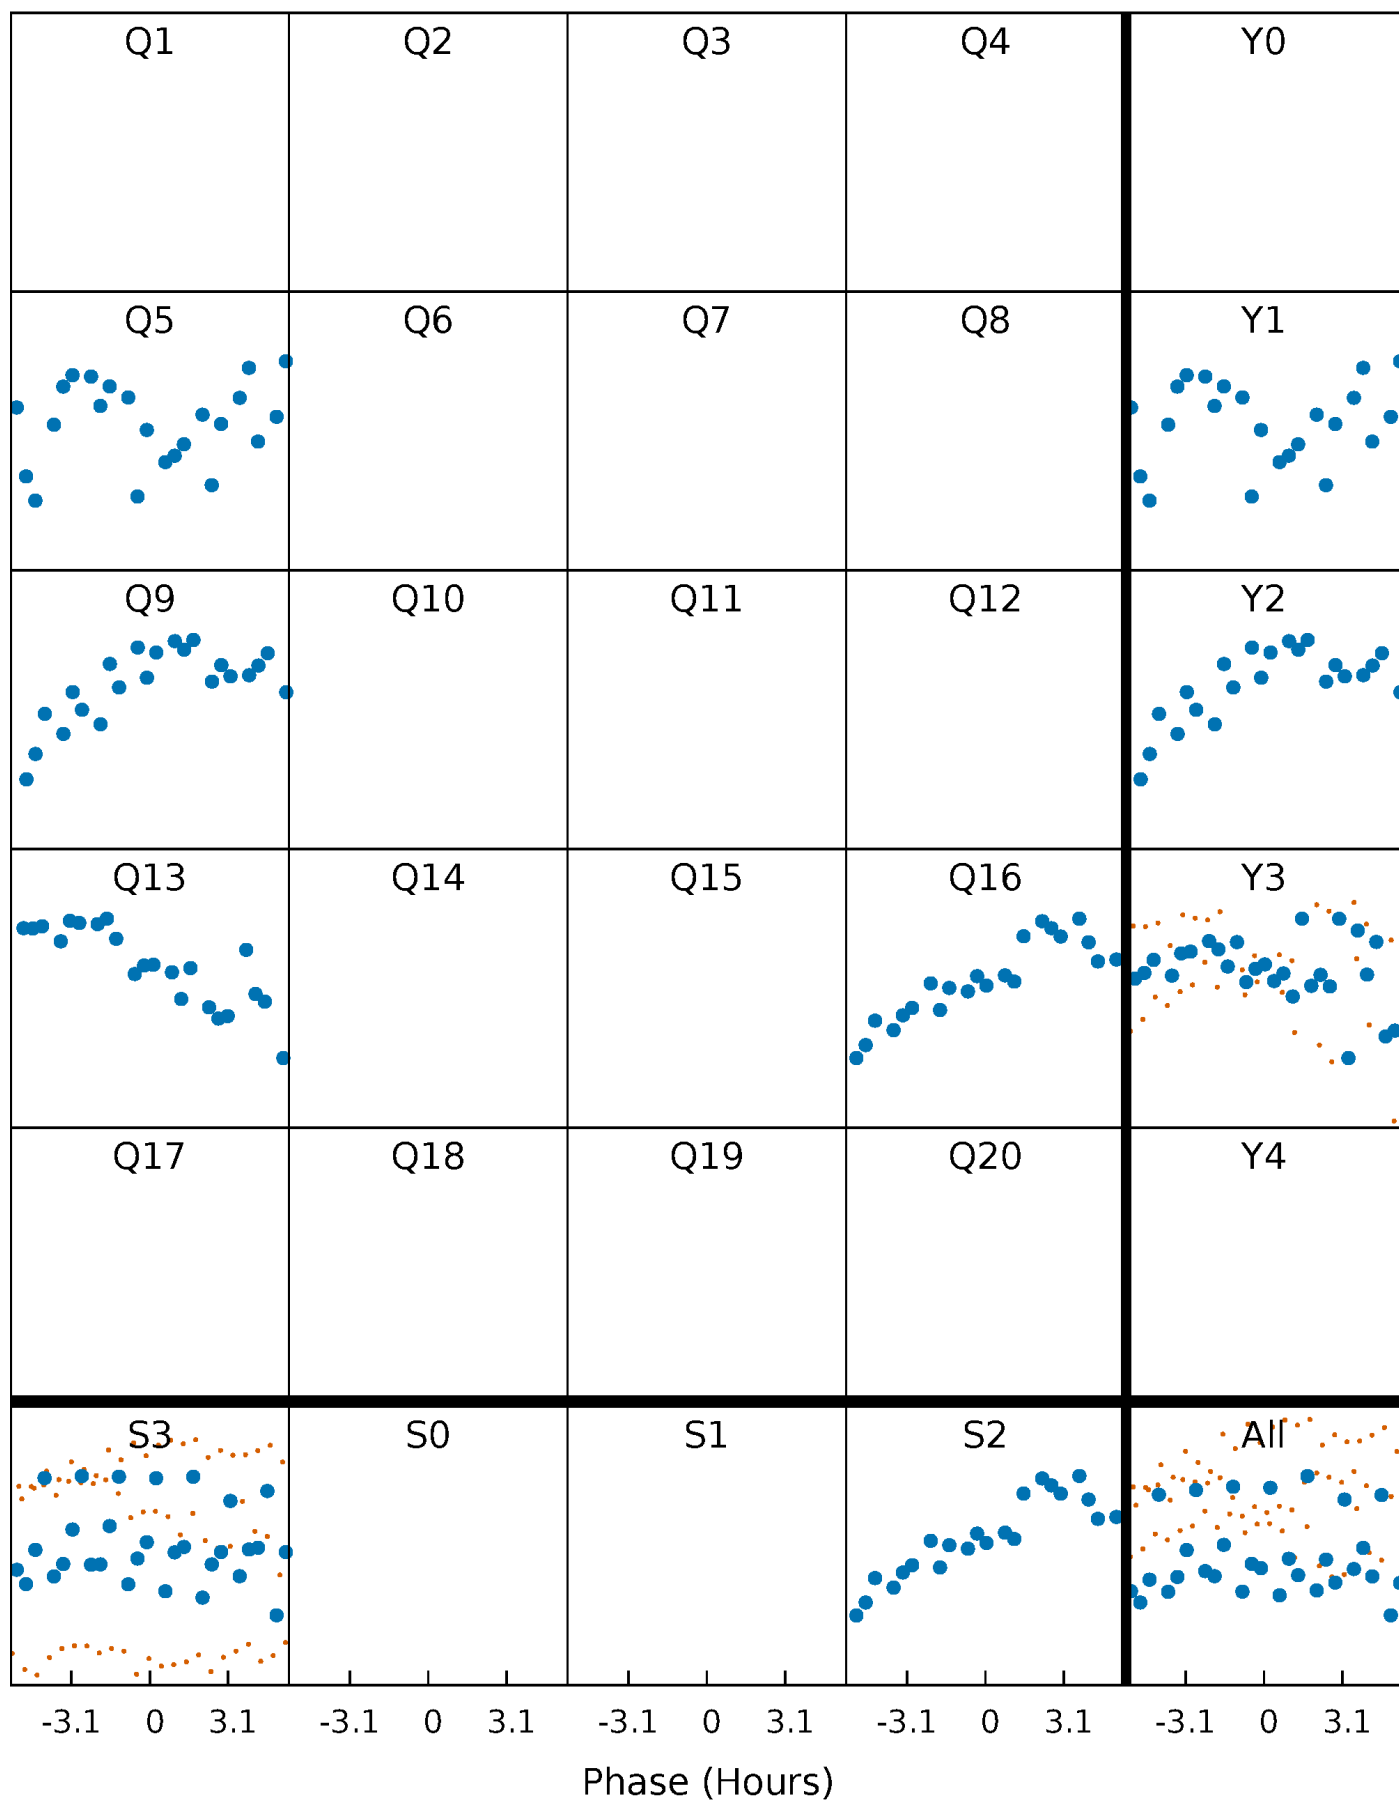 Q1 Q2 Q3 Q4 Y0
Q5 Q6 Q7 Q8 Y1
Q9 Q10 Q11 Q12 Y2
Q13 Q14 Q15 Q16 Y3
Q17 Q18 Q19 Q20 Y4
S3 S0 S1 S2 All
-3.1 0 3.1 -3.1 0 3.1 -3.1 0 3.1 -3.1 0 3.1 -3.1 0 3.1
Phase (Hours)